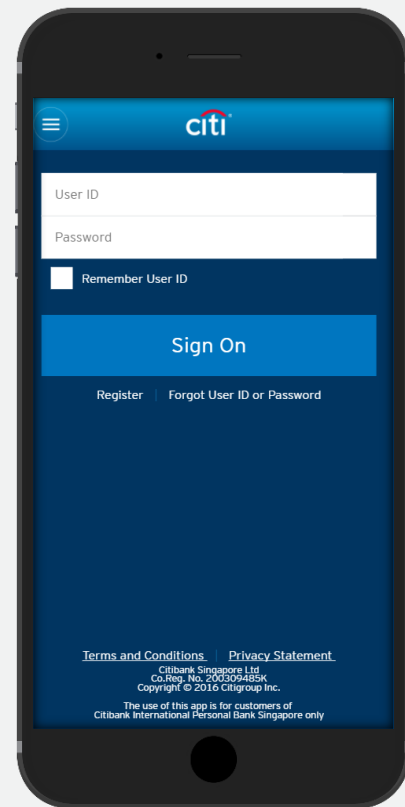 citi
User ID
Password
Remember User ID
Sign On
Register | Forgot User ID or Password
Terms and Conditions | Privacy Statement
Citibank Singapore Ltd
Co.Reg. No. 200309485K
Copyright © 2016 Citigroup Inc.
The use of this app is for customers of
Citibank International Personal Bank Singapore only